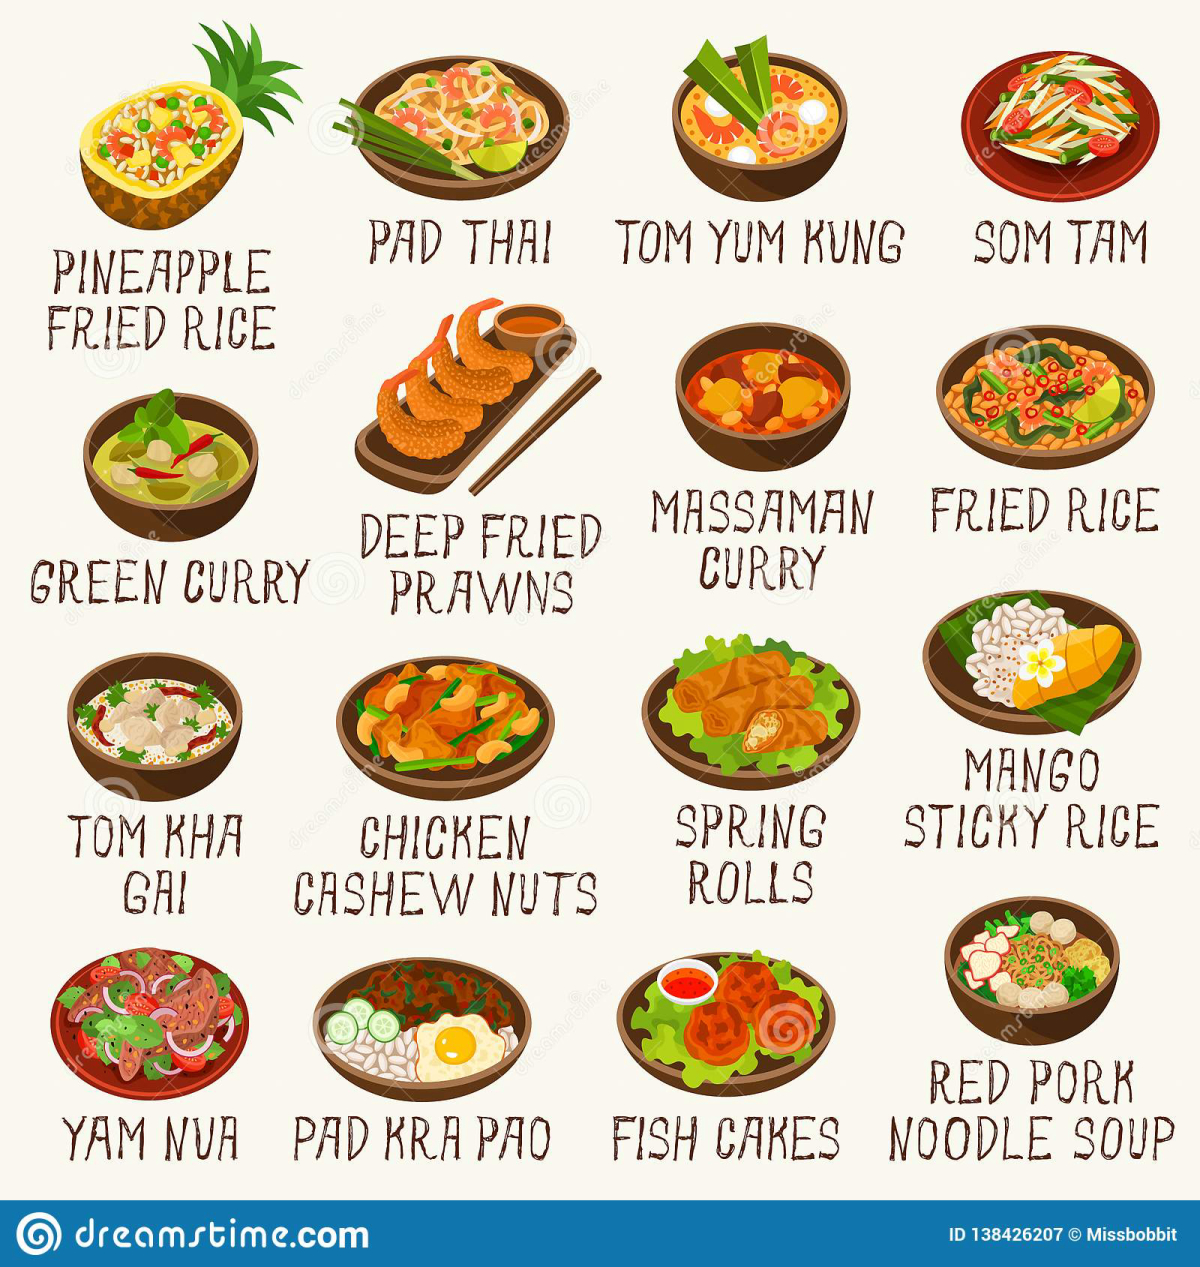 PINEAPPLE
FRIED RICE
PAD THAI
TOM YUM KUNG
SOM TAM
GREEN CURRY
DEEP FRIED
PRAWNS
MASSAMAN
CURRY
FRIED RICE
TOM KHA
GAI
CHICKEN
CASHEW NUTS
SPRING
ROLLS
MANGO
STICKY RICE
YAM NUA
PAD KRA PAO
FISH CAKES
RED PORK
NOODLE SOUP
dreamstime.com
ID 138426207 © Missbobbit